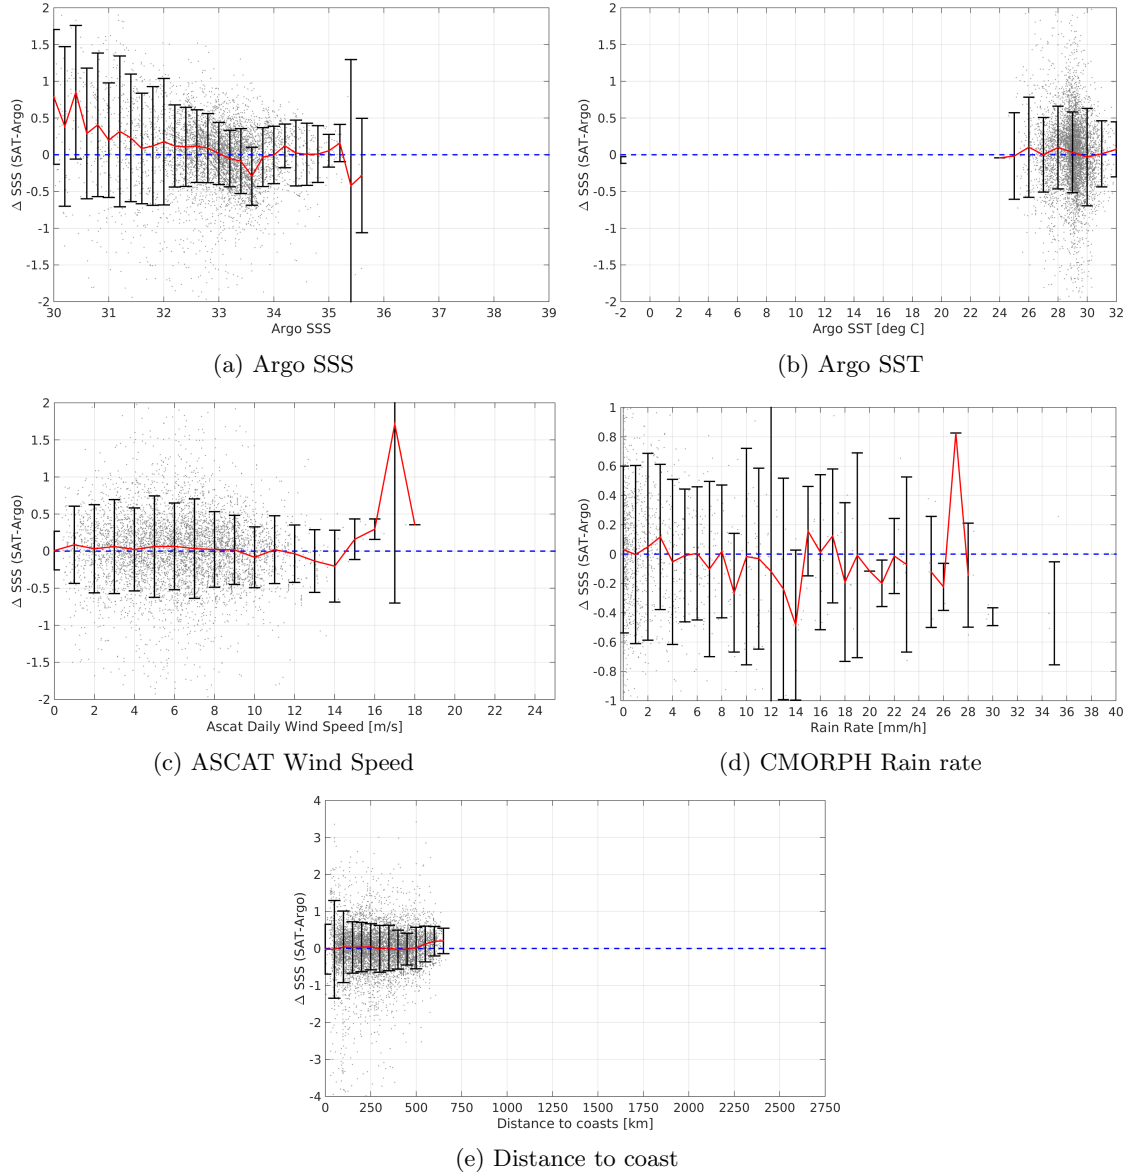 2
1.5
1
0.5
0
-0.5
-1
-1.5
-2
30 31 32 33 34 35 36 37 38 39
Δ SSS (SAT-Argo)
Argo SSS
(a) Argo SSS
2
1.5
1
0.5
0
-0.5
-1
-1.5
-2
-2 0 2 4 6 8 10 12 14 16 18 20 22 24 26 28 30 32
Δ SSS (SAT-Argo)
Argo SST [deg C]
(b) Argo SST
2
1.5
1
0.5
0
-0.5
-1
-1.5
-2
0 2 4 6 8 10 12 14 16 18 20 22 24
Δ SSS (SAT-Argo)
Ascat Daily Wind Speed [m/s]
(c) ASCAT Wind Speed
1
0.8
0.6
0.4
0.2
0
-0.2
-0.4
-0.6
-0.8
-1
0 2 4 6 8 10 12 14 16 18 20 22 24 26 28 30 32 34 36 38 40
Δ SSS (SAT-Argo)
Rain Rate [mm/h]
(d) CMORPH Rain rate
4
3
2
1
0
-1
-2
-3
-4
0 250 500 750 1000 1250 1500 1750 2000 2250 2500 2750
Δ SSS (SAT-Argo)
Distance to coasts [km]
(e) Distance to coast